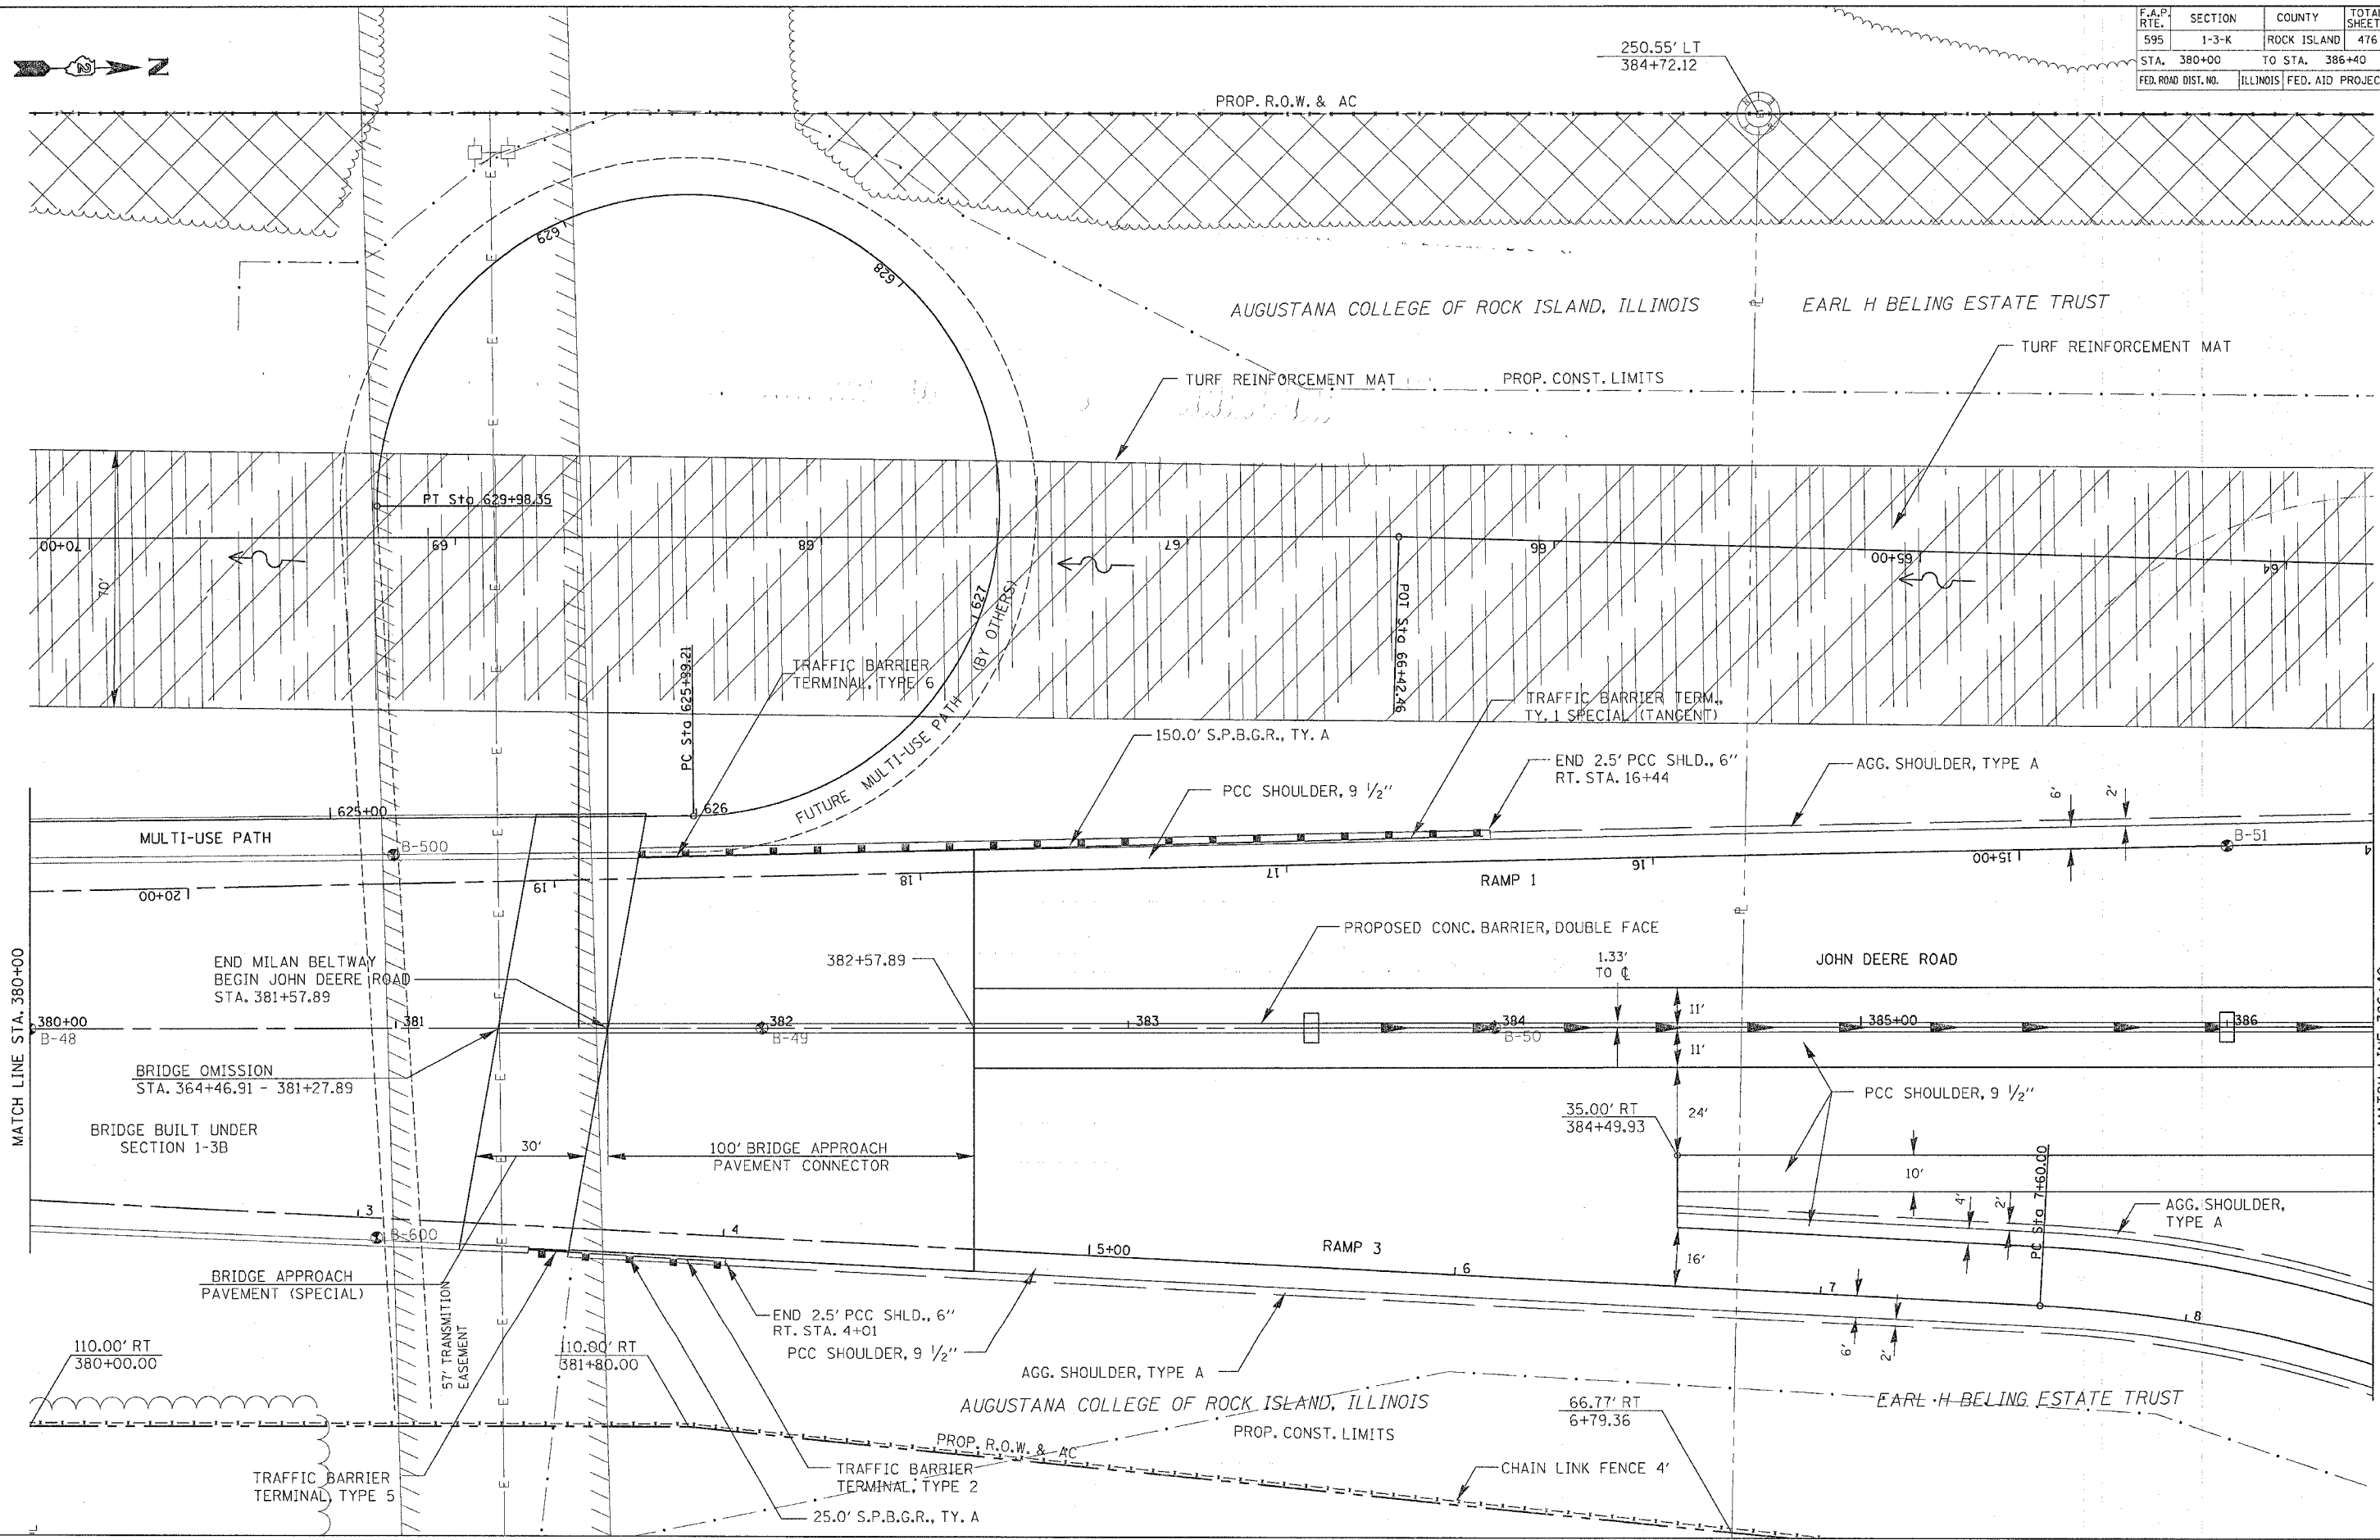 F.A.P. RTE. SECTION COUNTY TOTAL SHEET
595 1-3-K ROCK ISLAND 476
STA. 380+00 TO STA. 386+40
FED. ROAD DIST. NO. ILLINOIS FED. AID PROJEC
N
250.55' LT
384+72.12
PROP. R.O.W. & AC
629
628
AUGUSTANA COLLEGE OF ROCK ISLAND, ILLINOIS
EARL H BELING ESTATE TRUST
TURF REINFORCEMENT MAT
TURF REINFORCEMENT MAT
PROP. CONST. LIMITS
PT Sta 629+98.35
70+00
69
68
67
66
65+00
64
70'
627
POT Sta 66+42.46
PC Sta 625+99.21
TRAFFIC BARRIER
TERMINAL, TYPE 6
FUTURE MULTI-USE PATH (BY OTHERS)
TRAFFIC BARRIER TERM.,
TY. 1 SPECIAL (TANGENT)
150.0' S.P.B.G.R., TY. A
END 2.5' PCC SHLD., 6"
RT. STA. 16+44
AGG. SHOULDER, TYPE A
PCC SHOULDER, 9 1/2"
6'
2'
625+00
626
MULTI-USE PATH
B-500
B-51
20+00
19
18
17
16
15+00
RAMP 1
PROPOSED CONC. BARRIER, DOUBLE FACE
END MILAN BELTWAY
BEGIN JOHN DEERE ROAD
STA. 381+57.89
382+57.89
1.33'
TO ℄
JOHN DEERE ROAD
11'
MATCH LINE STA. 380+00
380+00
381
382
383
384
385+00
386
B-48
B-49
B-50
11'
BRIDGE OMISSION
STA. 364+46.91 - 381+27.89
PCC SHOULDER, 9 1/2"
24'
35.00' RT
384+49.93
BRIDGE BUILT UNDER
SECTION 1-3B
30'
100' BRIDGE APPROACH
PAVEMENT CONNECTOR
10'
4'
2'
PC Sta 7+60.00
AGG. SHOULDER,
TYPE A
3
4
5+00
6
7
8
B-600
RAMP 3
16'
BRIDGE APPROACH
PAVEMENT (SPECIAL)
57' TRANSMITION
EASEMENT
END 2.5' PCC SHLD., 6"
RT. STA. 4+01
PCC SHOULDER, 9 1/2"
6'
2'
110.00' RT
380+00.00
110.00' RT
381+80.00
AGG. SHOULDER, TYPE A
AUGUSTANA COLLEGE OF ROCK ISLAND, ILLINOIS
66.77' RT
6+79.36
EARL H BELING ESTATE TRUST
PROP. R.O.W. & AC
PROP. CONST. LIMITS
TRAFFIC BARRIER
TERMINAL, TYPE 5
TRAFFIC BARRIER
TERMINAL, TYPE 2
CHAIN LINK FENCE 4'
25.0' S.P.B.G.R., TY. A